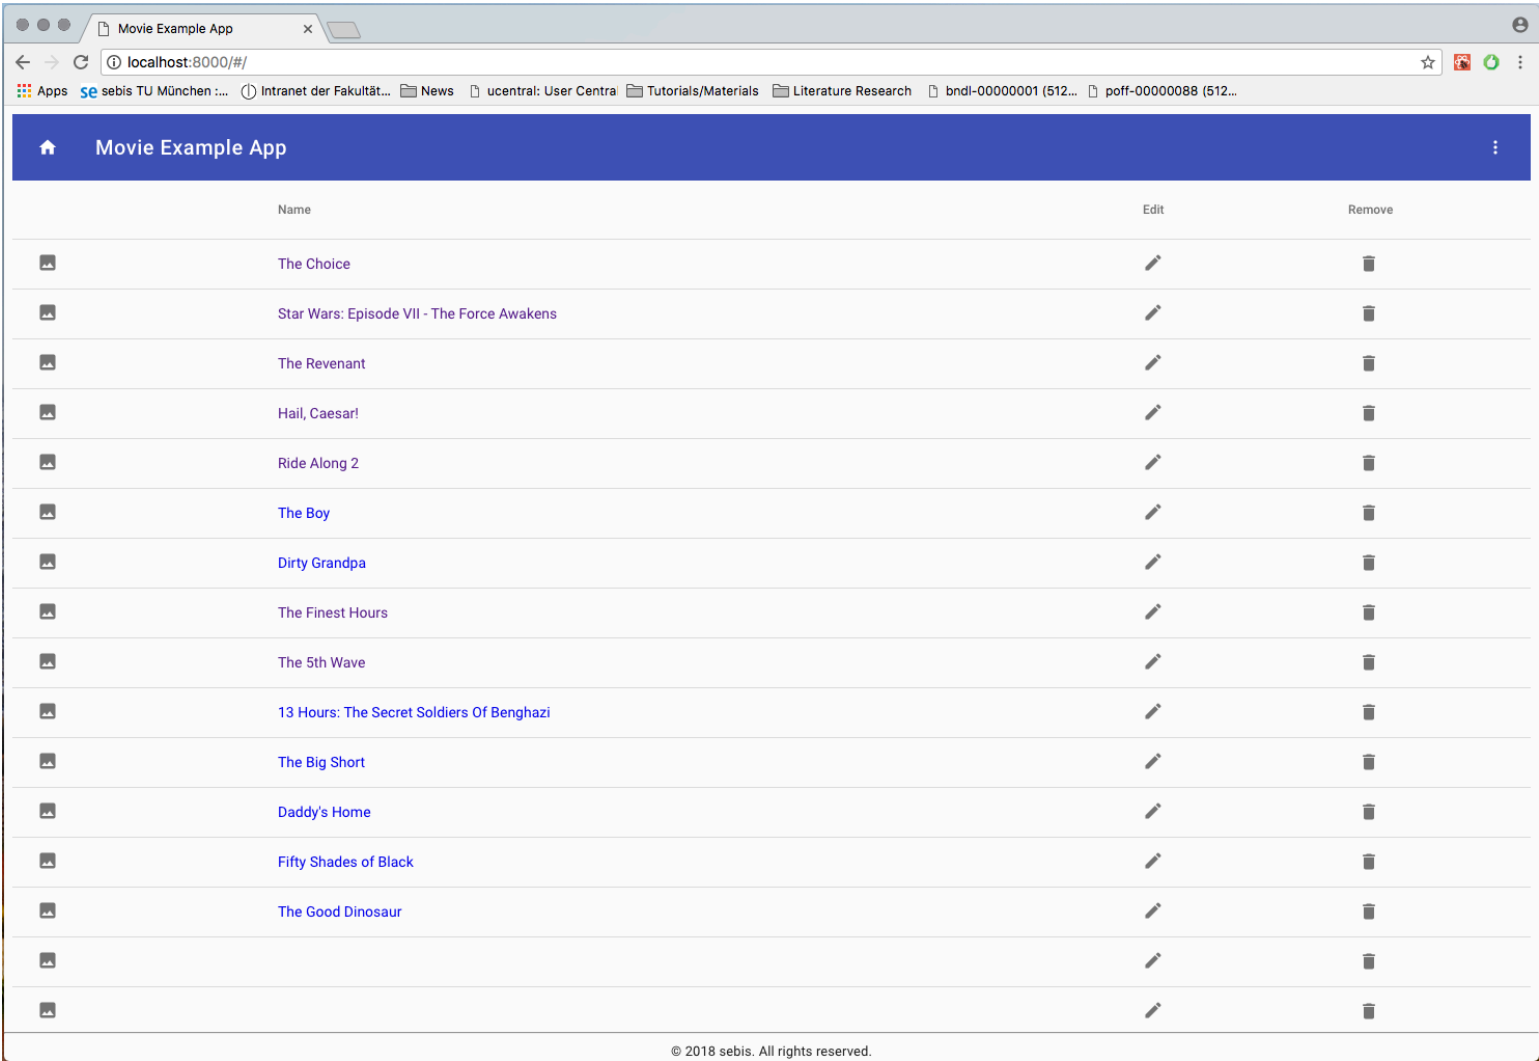 Movie Example App
localhost:8000/#/
Apps se sebis TU München :... Intranet der Fakultät... News ucentral: User Central Tutorials/Materials Literature Research bndl-00000001 (512... poff-00000088 (512...
Movie Example App
Name Edit Remove
The Choice
Star Wars: Episode VII - The Force Awakens
The Revenant
Hail, Caesar!
Ride Along 2
The Boy
Dirty Grandpa
The Finest Hours
The 5th Wave
13 Hours: The Secret Soldiers Of Benghazi
The Big Short
Daddy's Home
Fifty Shades of Black
The Good Dinosaur
© 2018 sebis. All rights reserved.